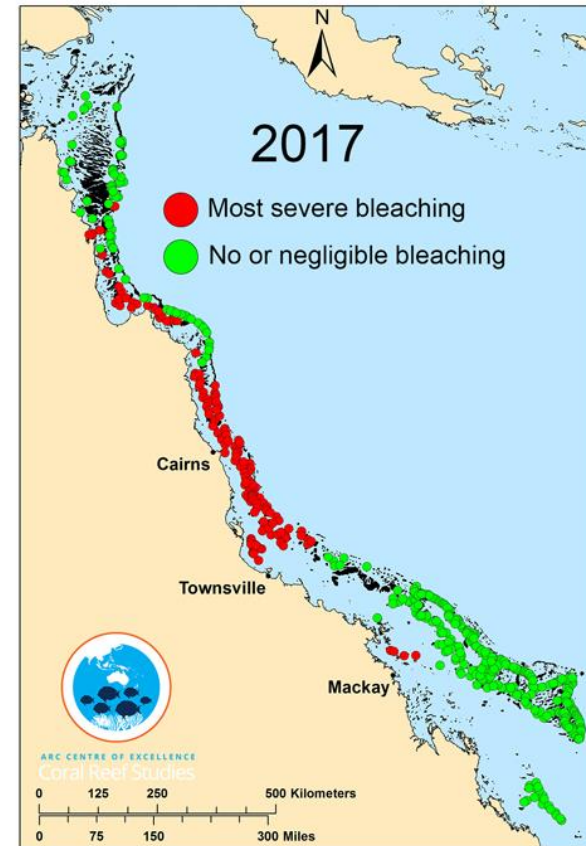 N
2017
Most severe bleaching
No or negligible bleaching
Cairns
Townsville
Mackay
ARC CENTRE OF EXCELLENCE
Coral Reef Studies
0 125 250 500 Kilometers
0 75 150 300 Miles